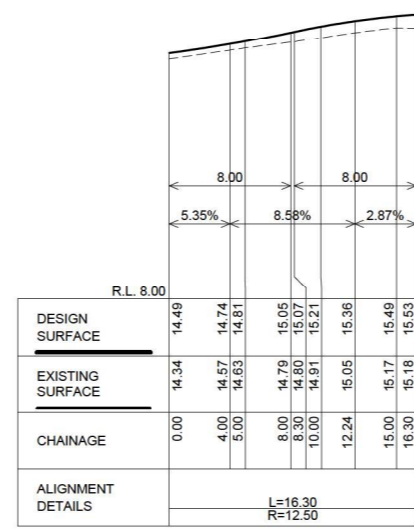 8.00 8.00
5.35% 8.58% 2.87%
R.L. 8.00
DESIGN SURFACE 14.49 14.74 14.81 15.05 15.07 15.21 15.36 15.49 15.53
EXISTING SURFACE 14.34 14.57 14.63 14.79 14.80 14.91 15.05 15.17 15.18
CHAINAGE 0.00 4.00 5.00 8.00 8.30 10.00 12.24 15.00 16.30
ALIGNMENT DETAILS
L=16.30
R=12.50